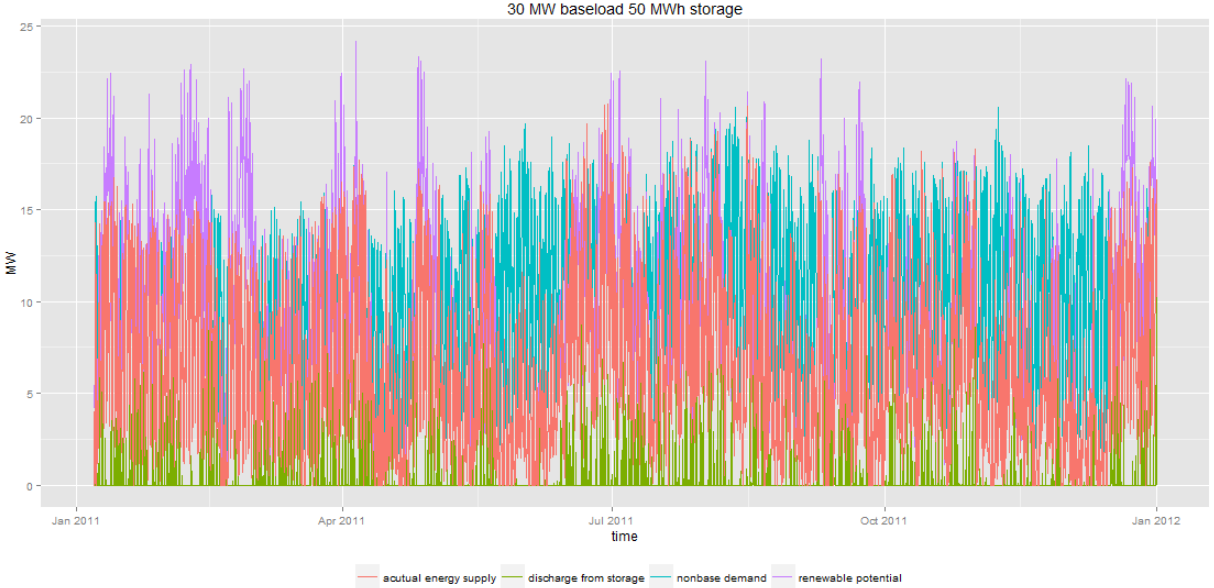 30 MW baseload 50 MWh storage
25
20
15
10
5
0
MW
Jan 2011 Apr 2011 Jul 2011 Oct 2011 Jan 2012
time
acutual energy supply discharge from storage nonbase demand renewable potential